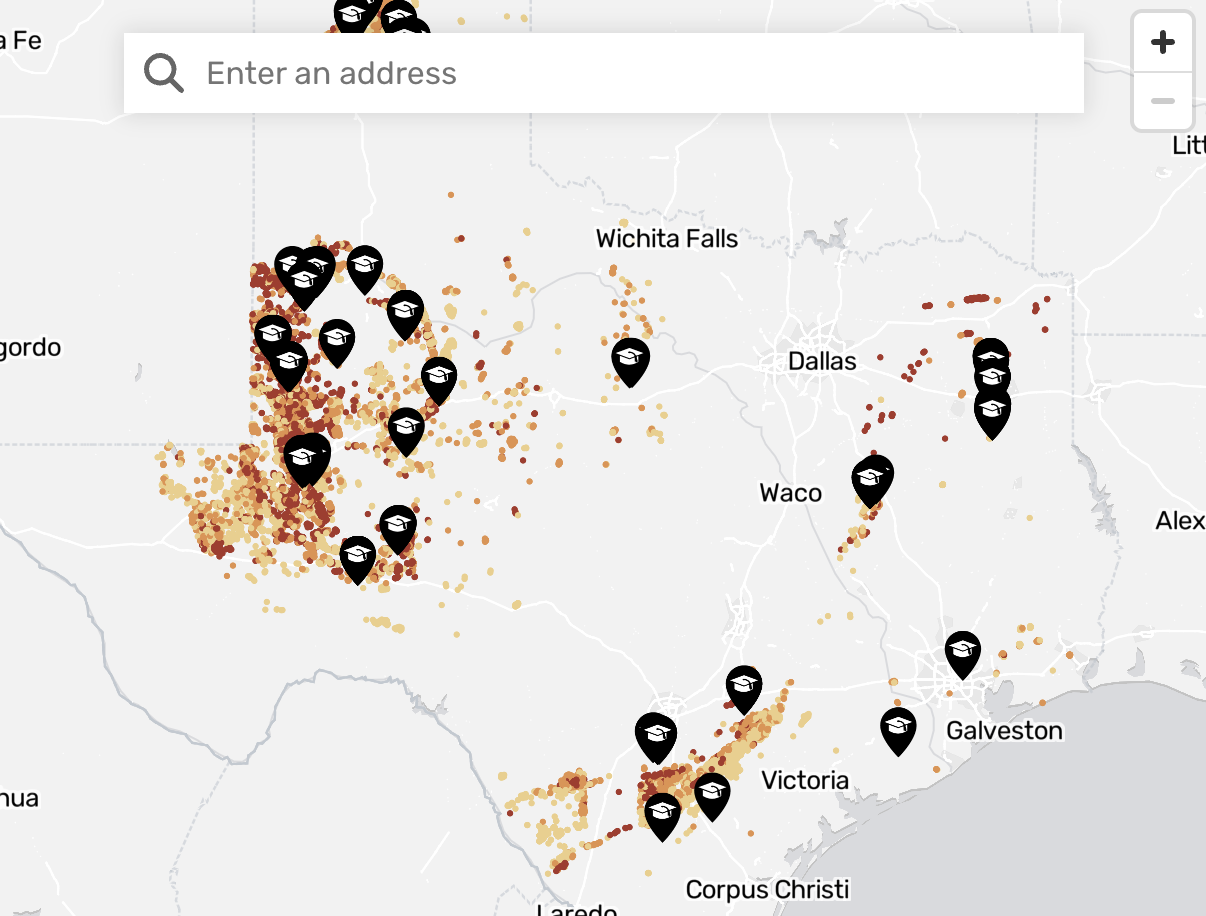 a Fe
Enter an address
Litt
Wichita Falls
gordo
Dallas
Waco
Alex
Galveston
Victoria
hua
Corpus Christi
Laredo